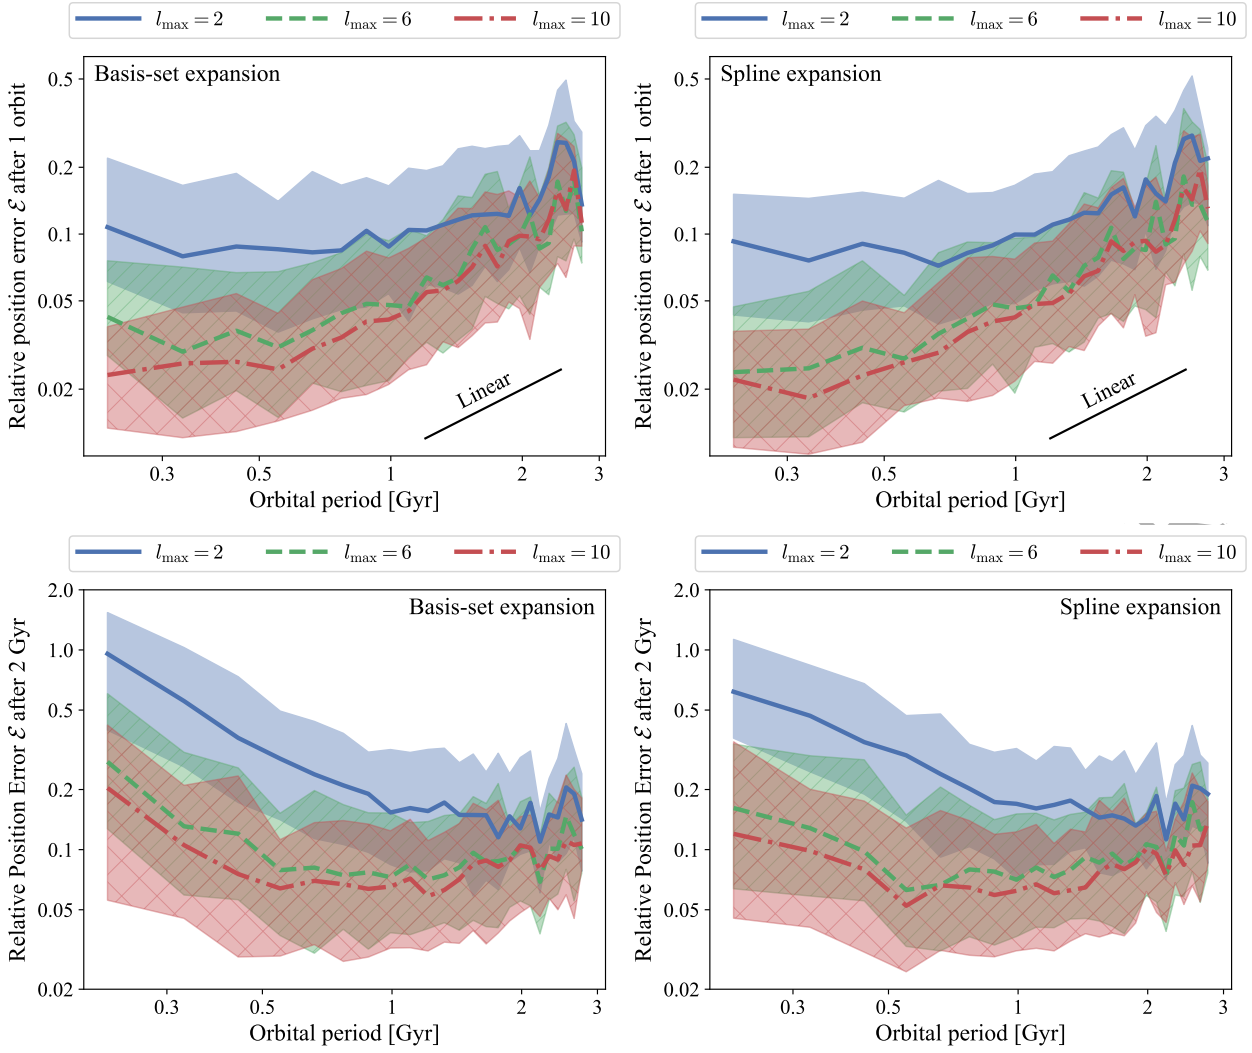 l_max = 2 l_max = 6 l_max = 10
l_max = 2 l_max = 6 l_max = 10
Basis-set expansion
Relative position error ℰ after 1 orbit
0.5
0.2
0.1
0.05
0.02
Linear
0.3 0.5 1 2 3
Orbital period [Gyr]
Spline expansion
Relative position error ℰ after 1 orbit
0.5
0.2
0.1
0.05
0.02
Linear
0.3 0.5 1 2 3
Orbital period [Gyr]
l_max = 2 l_max = 6 l_max = 10
l_max = 2 l_max = 6 l_max = 10
Basis-set expansion
Relative Position Error ℰ after 2 Gyr
2.0
1.0
0.5
0.2
0.1
0.05
0.02
0.3 0.5 1 2 3
Orbital period [Gyr]
Spline expansion
Relative Position Error ℰ after 2 Gyr
2.0
1.0
0.5
0.2
0.1
0.05
0.02
0.3 0.5 1 2 3
Orbital period [Gyr]